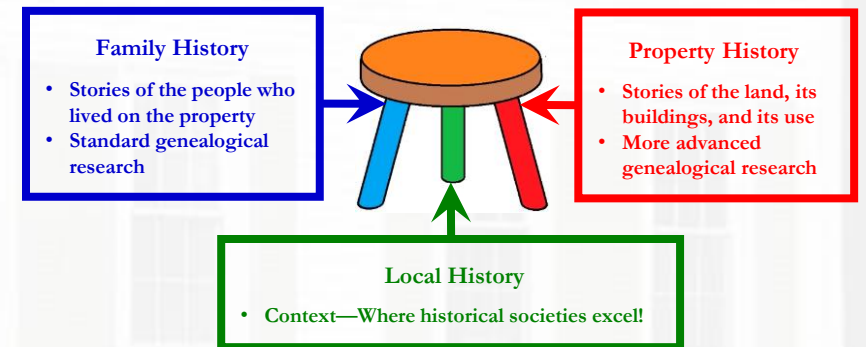 Family History
• Stories of the people who
lived on the property
• Standard genealogical
research
Property History
• Stories of the land, its
buildings, and its use
• More advanced
genealogical research
Local History
• Context—Where historical societies excel!